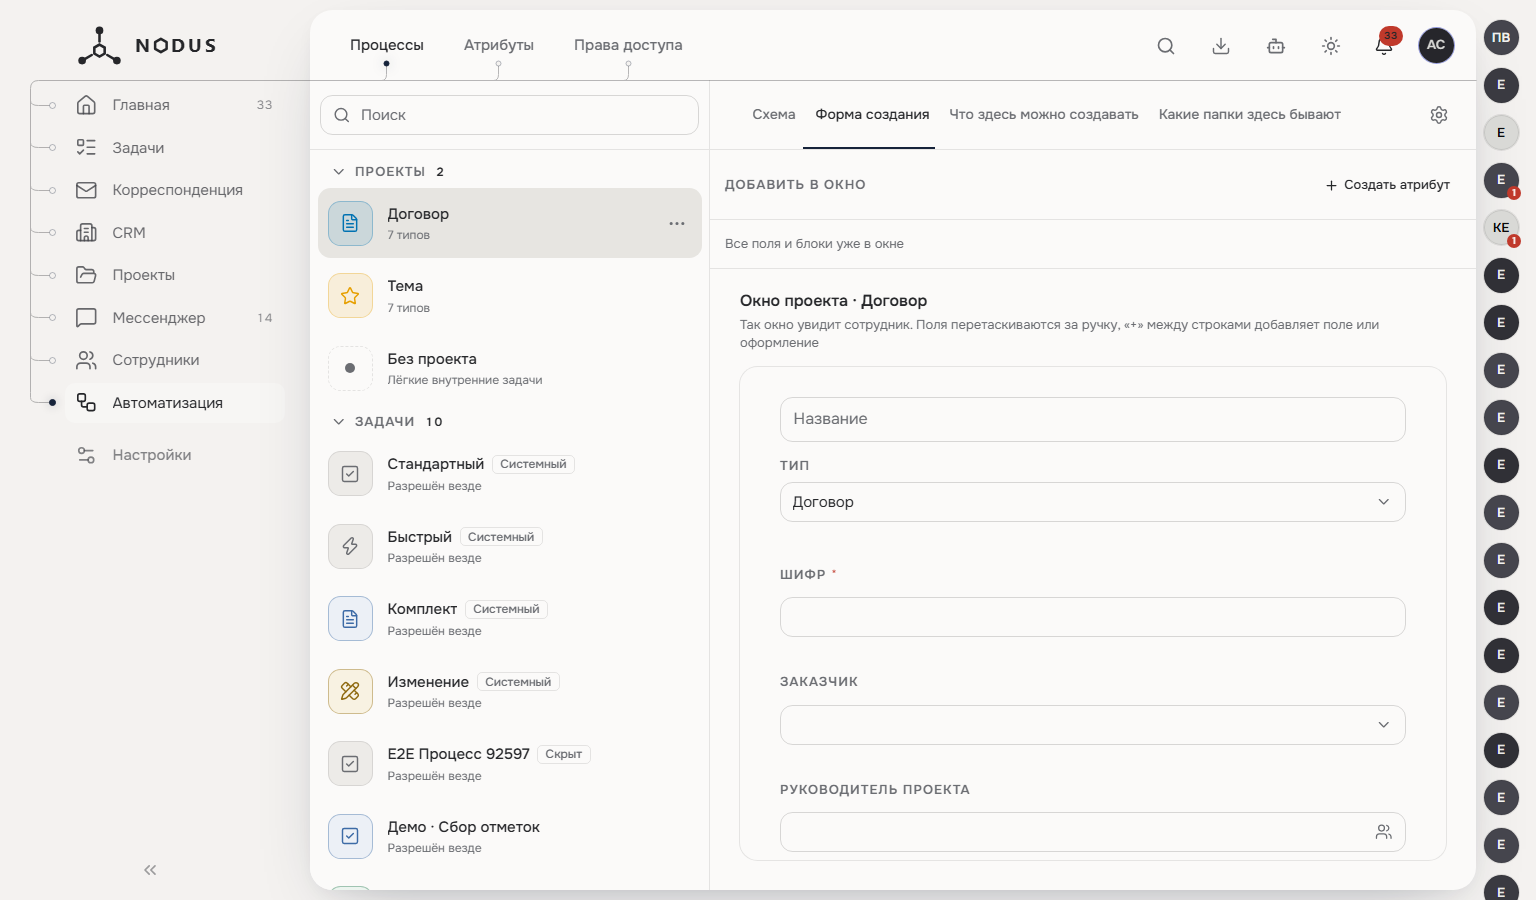 NODUS
Главная 33
Задачи
Корреспонденция
CRM
Проекты
Мессенджер 14
Сотрудники
Автоматизация
Настройки
Процессы Атрибуты Права доступа
33
АС
Поиск
ПРОЕКТЫ 2
Договор
7 типов
Тема
7 типов
Без проекта
Лёгкие внутренние задачи
ЗАДАЧИ 10
Стандартный Системный
Разрешён везде
Быстрый Системный
Разрешён везде
Комплект Системный
Разрешён везде
Изменение Системный
Разрешён везде
E2E Процесс 92597 Скрыт
Разрешён везде
Демо · Сбор отметок
Разрешён везде
Схема Форма создания Что здесь можно создавать Какие папки здесь бывают
ДОБАВИТЬ В ОКНО
+ Создать атрибут
Все поля и блоки уже в окне
Окно проекта · Договор
Так окно увидит сотрудник. Поля перетаскиваются за ручку, «+» между строками добавляет поле или
оформление
Название
ТИП
Договор
ШИФР *
ЗАКАЗЧИК
РУКОВОДИТЕЛЬ ПРОЕКТА
ПВ
Е
Е
Е
1
КЕ
1
Е
Е
Е
Е
Е
Е
Е
Е
Е
Е
Е
Е
Е
Е